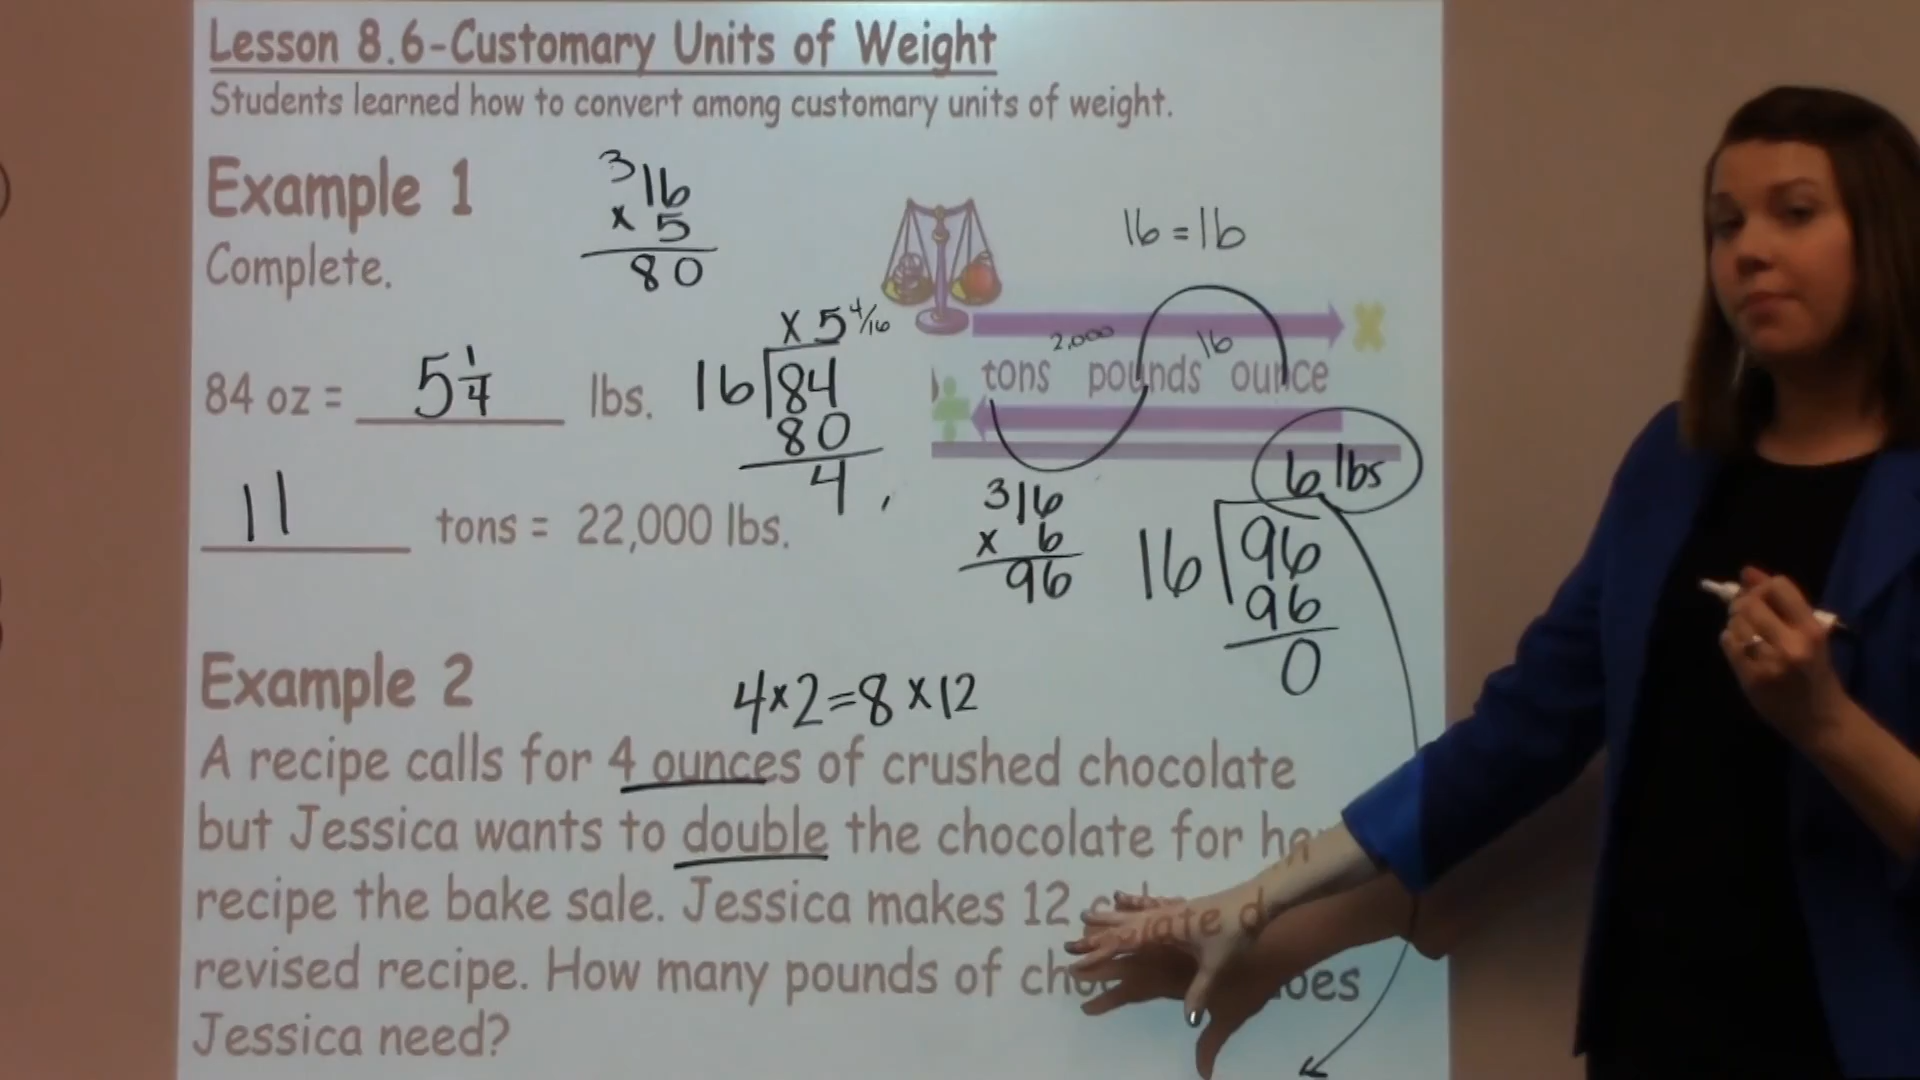 Lesson 8.6-Customary Units of Weight
Students learned how to convert among customary units of weight.
Example 1
Complete.
3
16
x 5
80
16 = 16
84 oz = 5 1/4 lbs.
x 5 4/16
16 84
80
4
2,000 16
tons pounds ounce
11 tons = 22,000 lbs.
3
16
x 6
96
6 lbs
16 96
96
0
Example 2
4 x 2 = 8 x 12
A recipe calls for 4 ounces of crushed chocolate
but Jessica wants to double the chocolate for
recipe the bake sale. Jessica makes 12
revised recipe. How many pounds of
Jessica need?